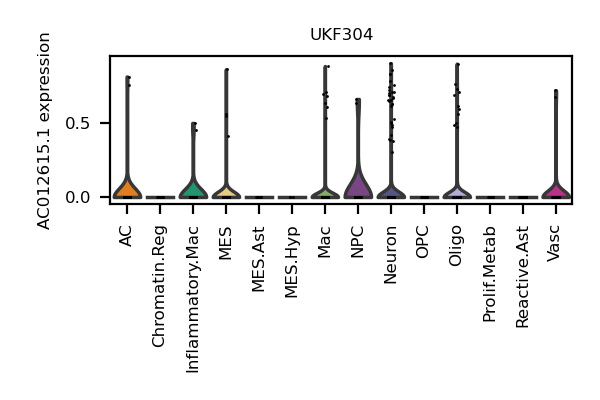 UKF304
AC012615.1 expression
0.5
0.0
AC
Chromatin.Reg
Inflammatory.Mac
MES
MES.Ast
MES.Hyp
Mac
NPC
Neuron
OPC
Oligo
Prolif.Metab
Reactive.Ast
Vasc